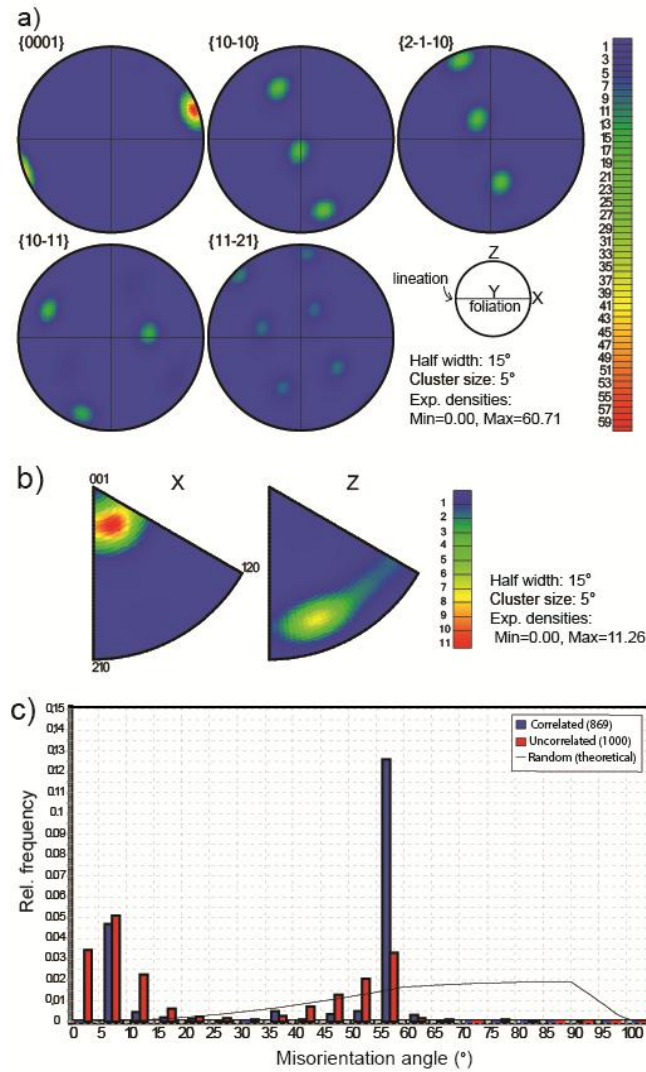 a)
{0001}
{10-10}
{2-1-10}
1
3
5
7
9
11
13
15
17
19
21
23
25
27
29
31
33
35
37
39
41
43
45
47
49
51
53
55
57
59
{10-11}
{11-21}
Z
lineation
Y
X
foliation
Half width: 15°
Cluster size: 5°
Exp. densities:
Min=0.00, Max=60.71
b)
001
X
Z
120
210
1
2
3
4
5
6
7
8
9
10
11
Half width: 15°
Cluster size: 5°
Exp. densities:
Min=0.00, Max=11.26
c)
0,15
0,14
0,13
0,12
0,11
0,1
0,09
0,08
0,07
0,06
0,05
0,04
0,03
0,02
0,01
0
Rel. frequency
Correlated (869)
Uncorrelated (1000)
Random (theoretical)
0 5 10 15 20 25 30 35 40 45 50 55 60 65 70 75 80 85 90 95 100
Misorientation angle (°)